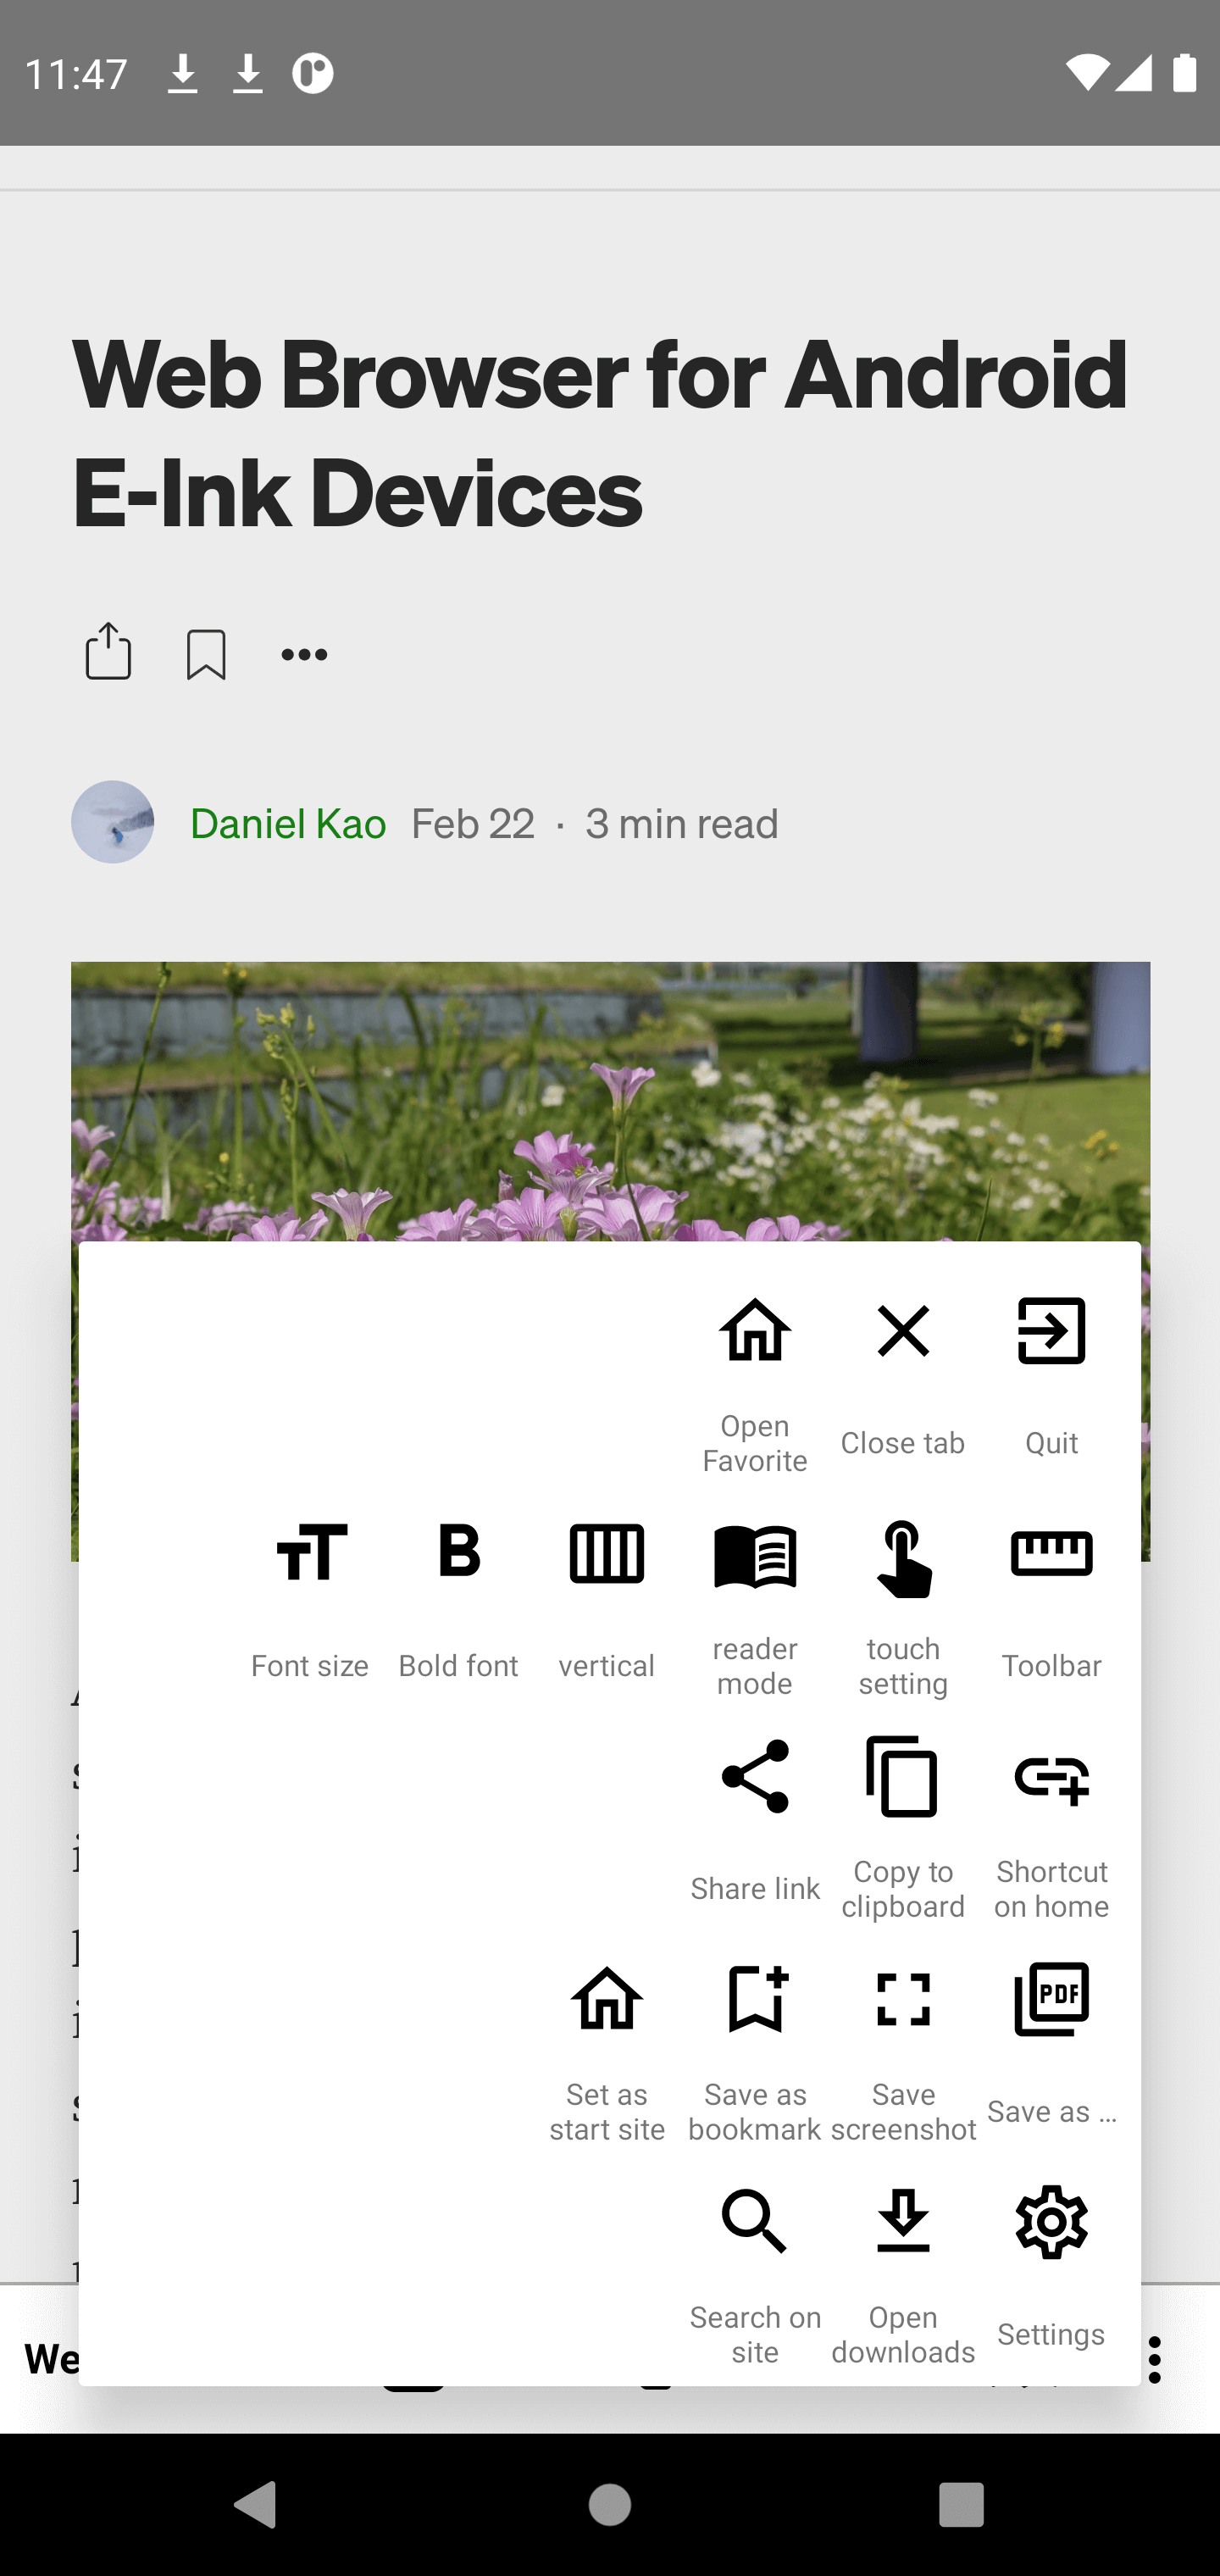 11:47
Web Browser for Android
E-Ink Devices
Daniel Kao Feb 22 · 3 min read
Open
Favorite
Close tab
Quit
Font size
Bold font
vertical
reader
mode
touch
setting
Toolbar
Share link
Copy to
clipboard
Shortcut
on home
Set as
start site
Save as
bookmark
Save
screenshot
PDF
Save as ...
Search on
site
Open
downloads
Settings
We